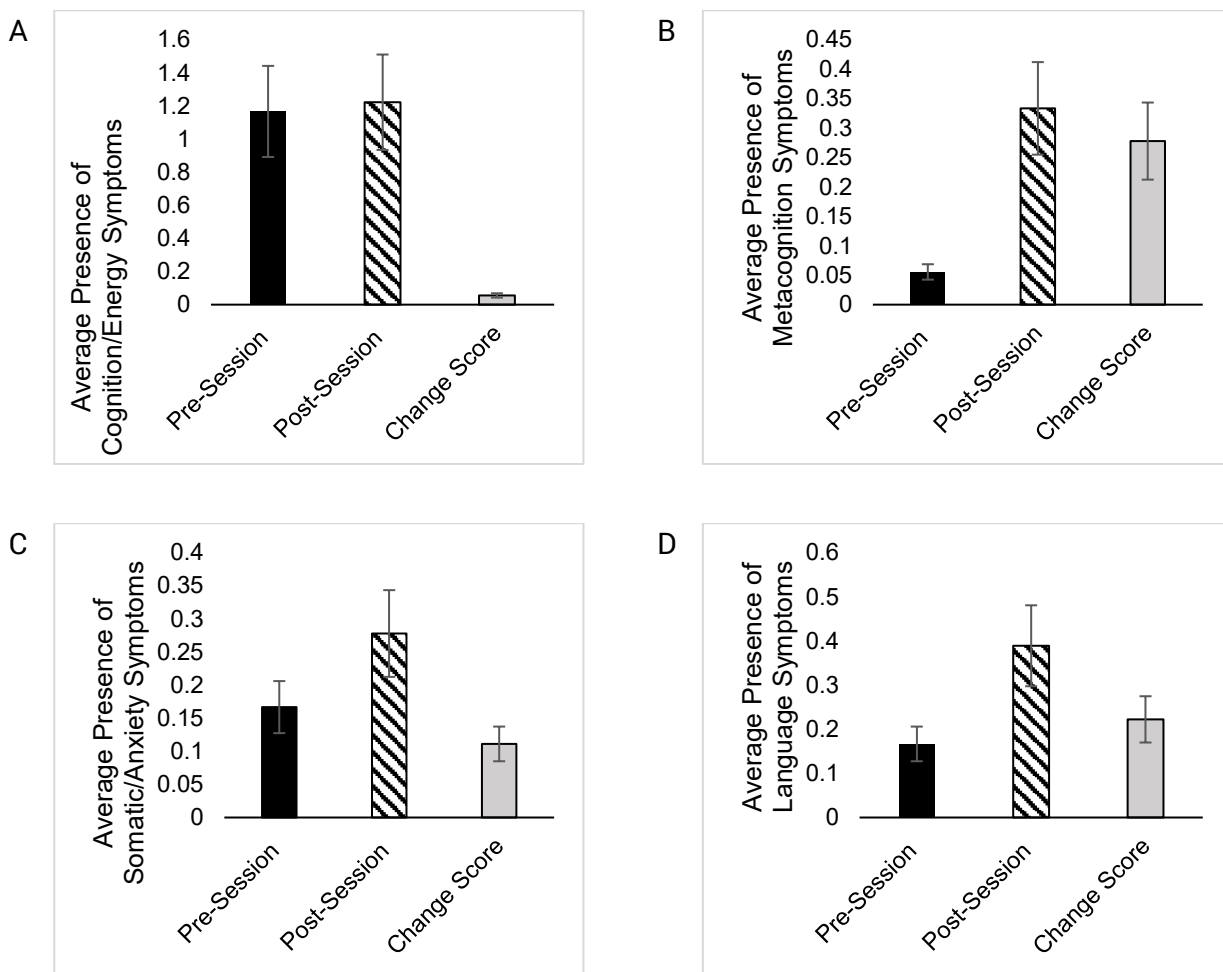 A
Average Presence of
Cognition/Energy Symptoms
1.6
1.4
1.2
1
0.8
0.6
0.4
0.2
0
Pre-Session
Post-Session
Change Score
B
Average Presence of
Metacognition Symptoms
0.45
0.4
0.35
0.3
0.25
0.2
0.15
0.1
0.05
0
Pre-Session
Post-Session
Change Score
C
Average Presence of
Somatic/Anxiety Symptoms
0.4
0.35
0.3
0.25
0.2
0.15
0.1
0.05
0
Pre-Session
Post-Session
Change Score
D
Average Presence of
Language Symptoms
0.6
0.5
0.4
0.3
0.2
0.1
0
Pre-Session
Post-Session
Change Score